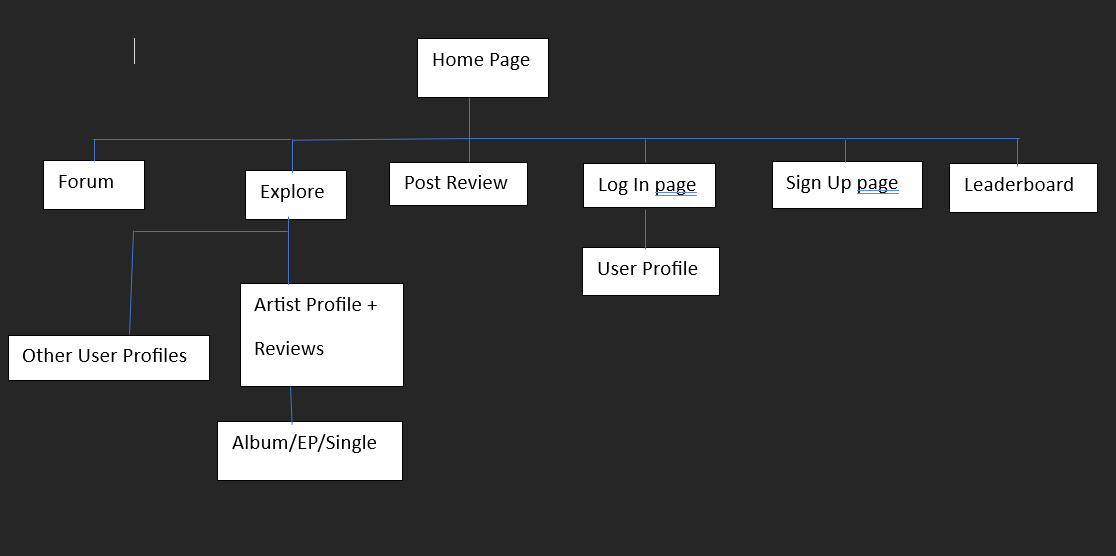 Home Page
Forum
Explore
Post Review
Log In page
Sign Up page
Leaderboard
User Profile
Artist Profile +
Reviews
Other User Profiles
Album/EP/Single